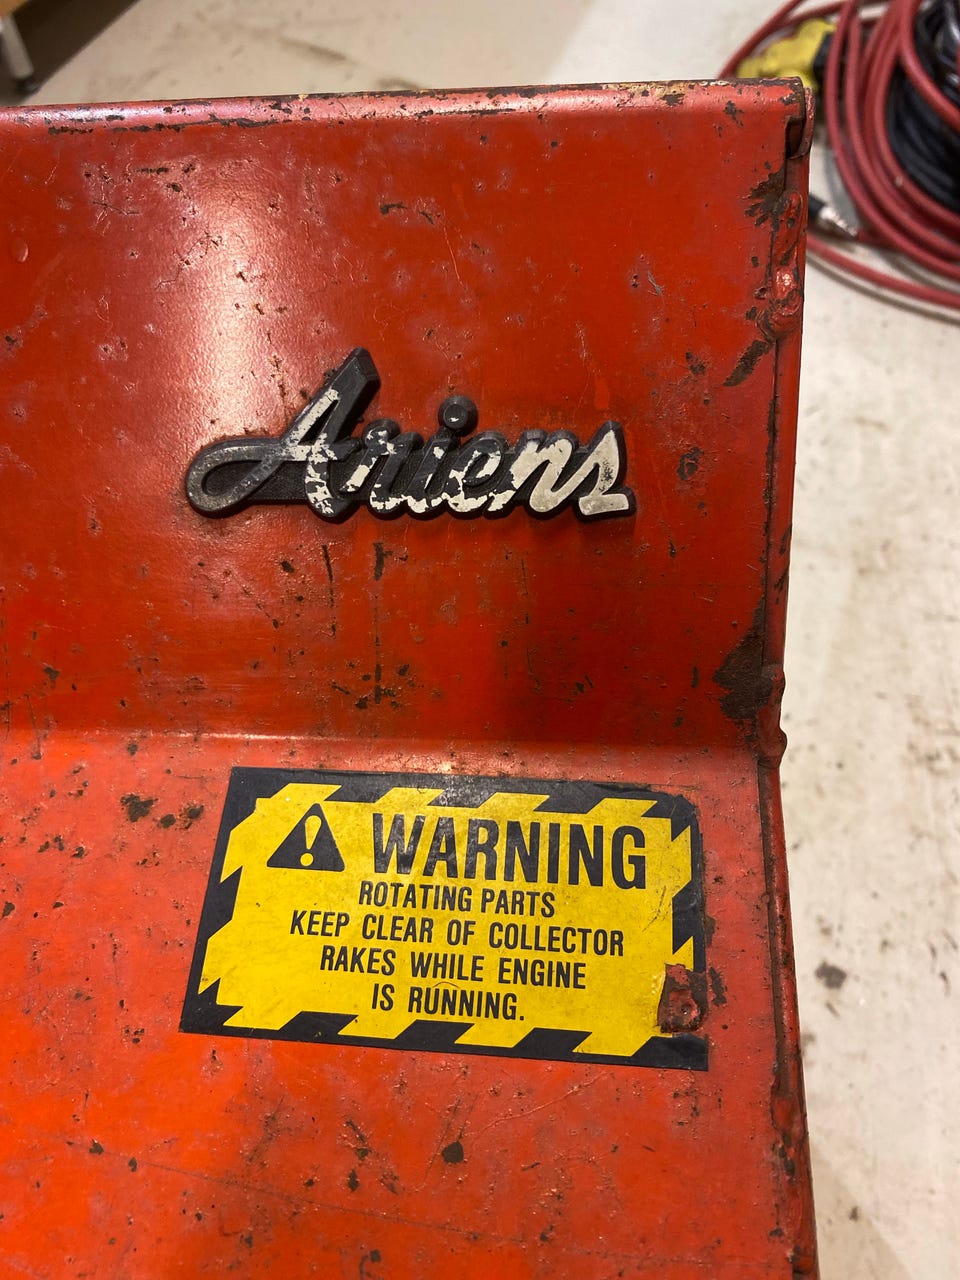 Ariens
WARNING
ROTATING PARTS
KEEP CLEAR OF COLLECTOR
RAKES WHILE ENGINE
IS RUNNING.